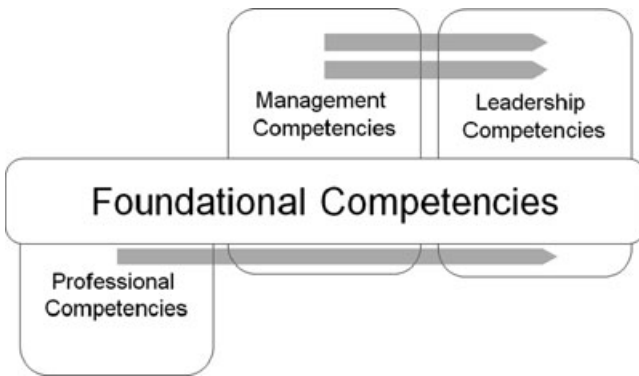 Management
Competencies
Leadership
Competencies
Foundational Competencies
Professional
Competencies